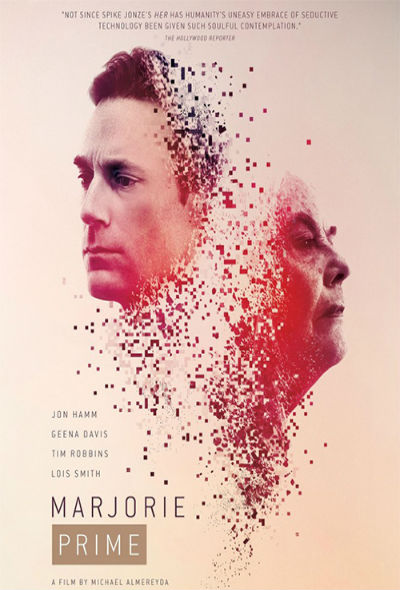 "NOT SINCE SPIKE JONZE'S HER HAS HUMANITY'S UNEASY EMBRACE OF SEDUCTIVE
TECHNOLOGY BEEN GIVEN SUCH SOULFUL CONTEMPLATION."
THE HOLLYWOOD REPORTER
JON HAMM
GEENA DAVIS
TIM ROBBINS
LOIS SMITH
MARJORIE
PRIME
A FILM BY MICHAEL ALMEREYDA